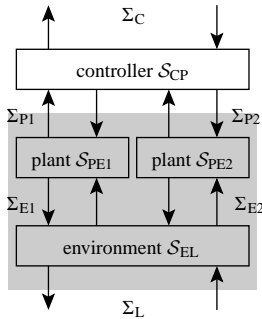 Σ_C
controller 𝒮_CP
Σ_P1 Σ_P2
plant 𝒮_PE1 plant 𝒮_PE2
Σ_E1 Σ_E2
environment 𝒮_EL
Σ_L